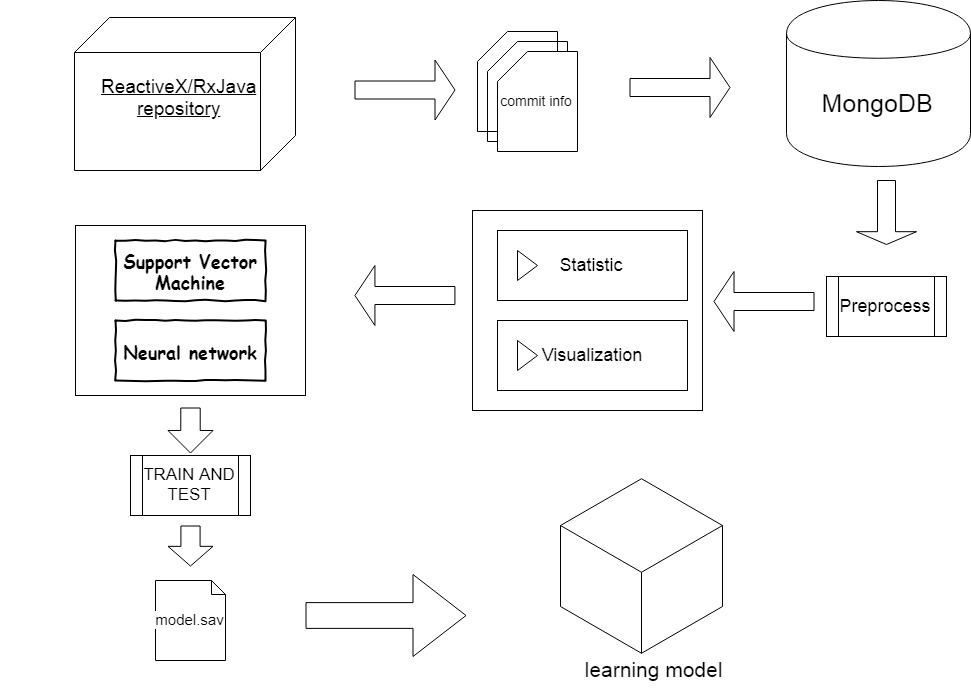 ReactiveX/RxJava
repository
commit info
MongoDB
Support Vector
Machine
Neural network
Statistic
Visualization
Preprocess
TRAIN AND
TEST
model.sav
learning model